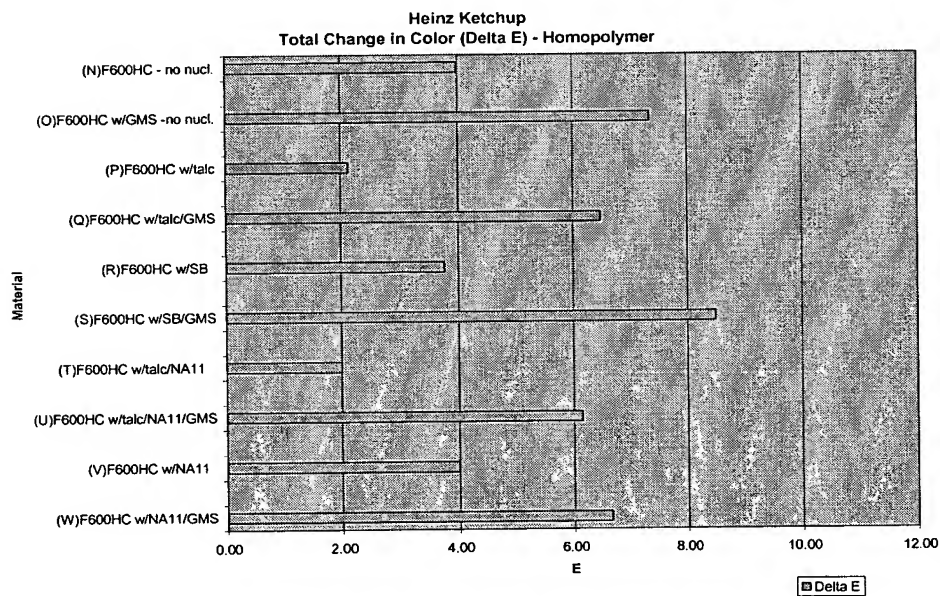 Heinz Ketchup
Total Change in Color (Delta E) - Homopolymer
Material
(N)F600HC - no nucl.
(O)F600HC w/GMS -no nucl.
(P)F600HC w/talc
(Q)F600HC w/talc/GMS
(R)F600HC w/SB
(S)F600HC w/SB/GMS
(T)F600HC w/talc/NA11
(U)F600HC w/talc/NA11/GMS
(V)F600HC w/NA11
(W)F600HC w/NA11/GMS
0.00 2.00 4.00 6.00 8.00 10.00 12.00
E
Delta E